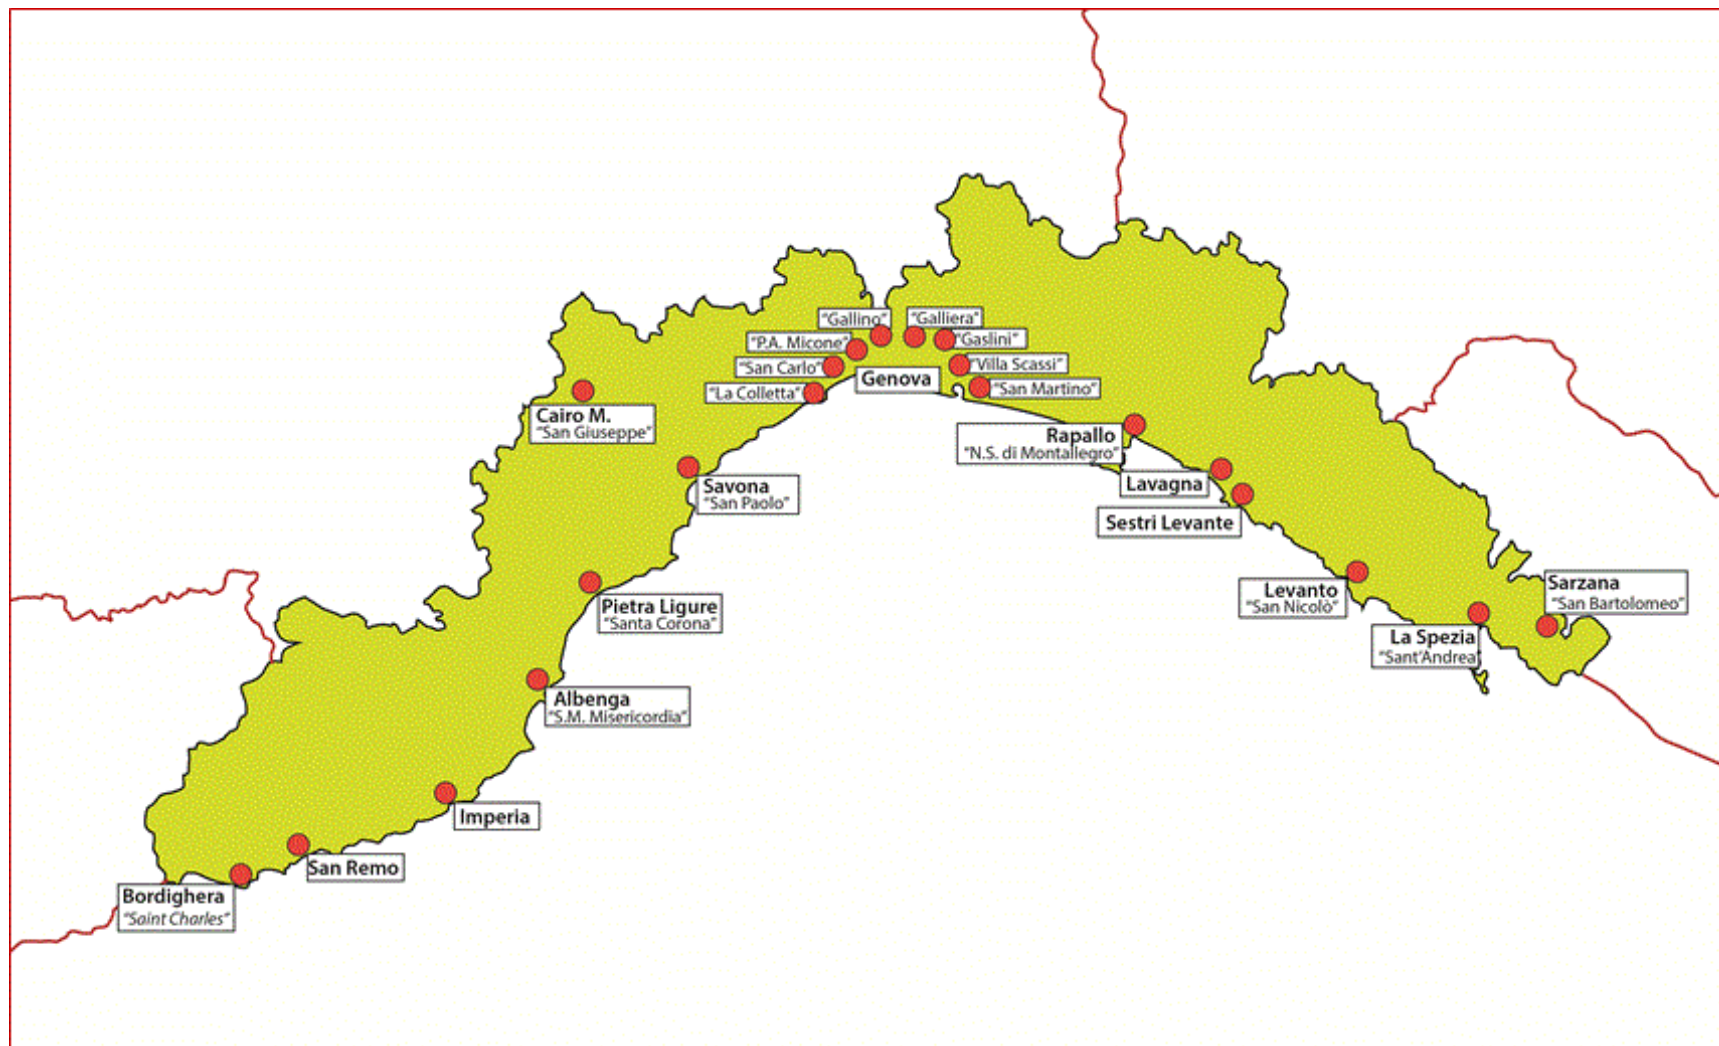 "Gallino"
"Galliera"
"P.A. Micone"
"Gaslini"
"San Carlo"
"Villa Scassi"
"La Colletta"
Genova
"San Martino"
Cairo M.
"San Giuseppe"
Rapallo
"N.S. di Montallegro"
Savona
"San Paolo"
Lavagna
Sestri Levante
Pietra Ligure
"Santa Corona"
Levanto
"San Nicolò"
Sarzana
"San Bartolomeo"
La Spezia
"Sant'Andrea"
Albenga
"S.M. Misericordia"
Imperia
San Remo
Bordighera
"Saint Charles"